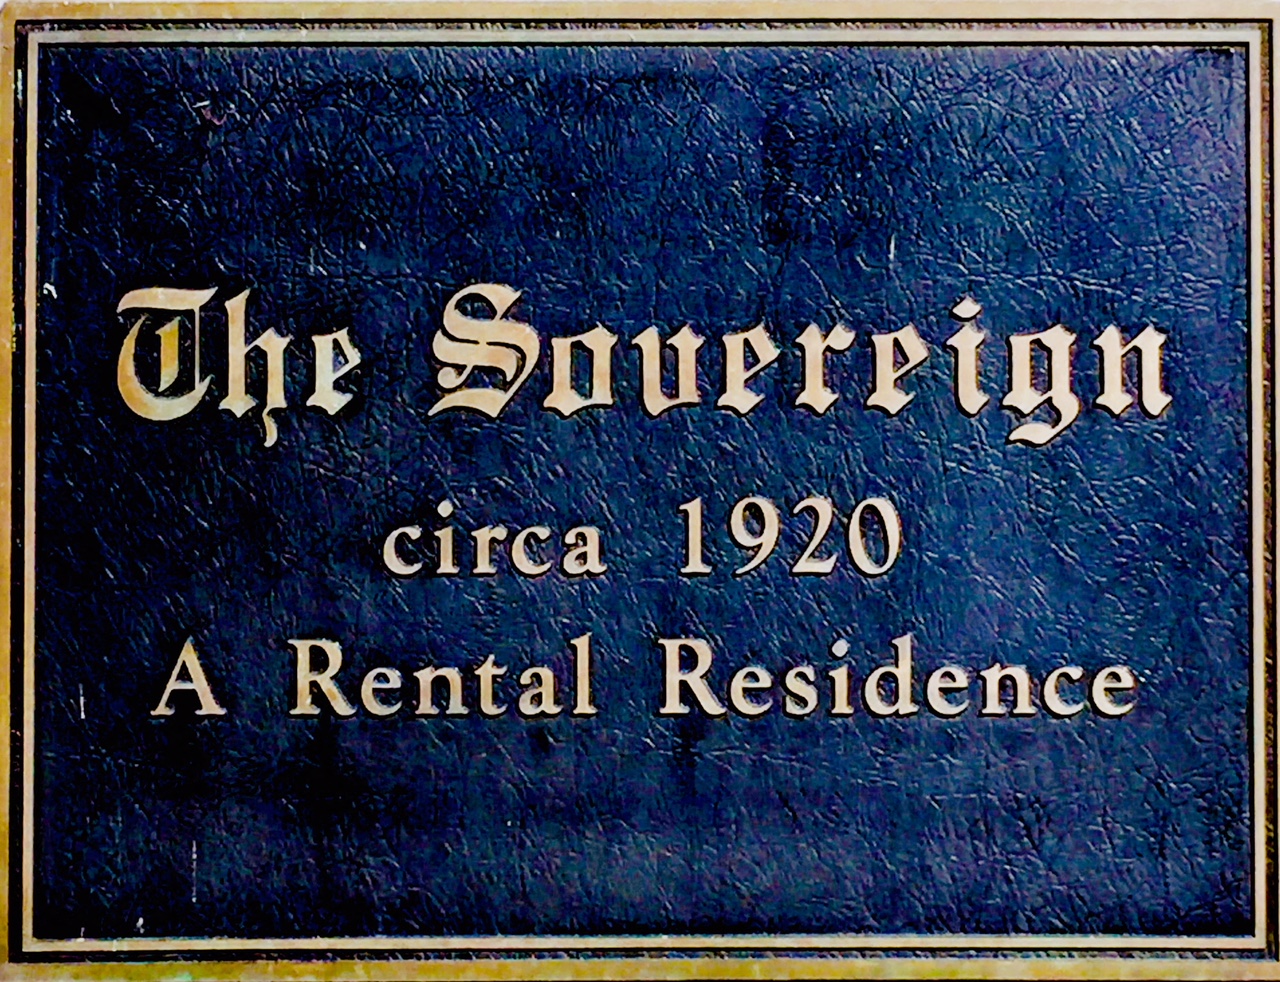 The Sovereign
circa 1920
A Rental Residence